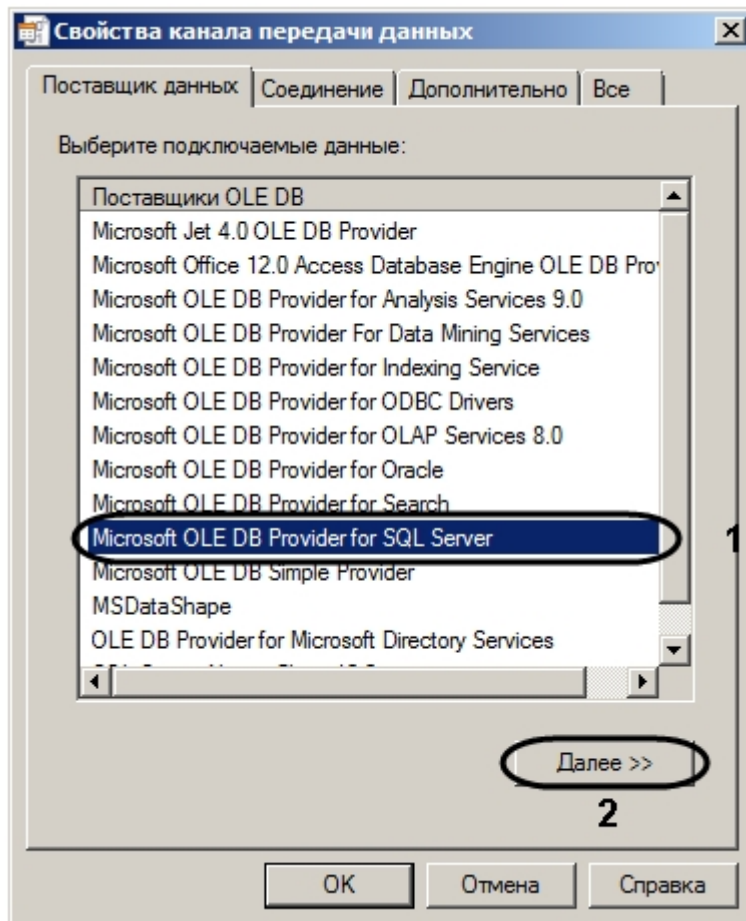 Свойства канала передачи данных
Поставщик данных Соединение Дополнительно Все
Выберите подключаемые данные:
Поставщики OLE DB
Microsoft Jet 4.0 OLE DB Provider
Microsoft Office 12.0 Access Database Engine OLE DB Pro
Microsoft OLE DB Provider for Analysis Services 9.0
Microsoft OLE DB Provider For Data Mining Services
Microsoft OLE DB Provider for Indexing Service
Microsoft OLE DB Provider for ODBC Drivers
Microsoft OLE DB Provider for OLAP Services 8.0
Microsoft OLE DB Provider for Oracle
Microsoft OLE DB Provider for Search
Microsoft OLE DB Provider for SQL Server 1
Microsoft OLE DB Simple Provider
MSDataShape
OLE DB Provider for Microsoft Directory Services
Далее >>
2
OK Отмена Справка